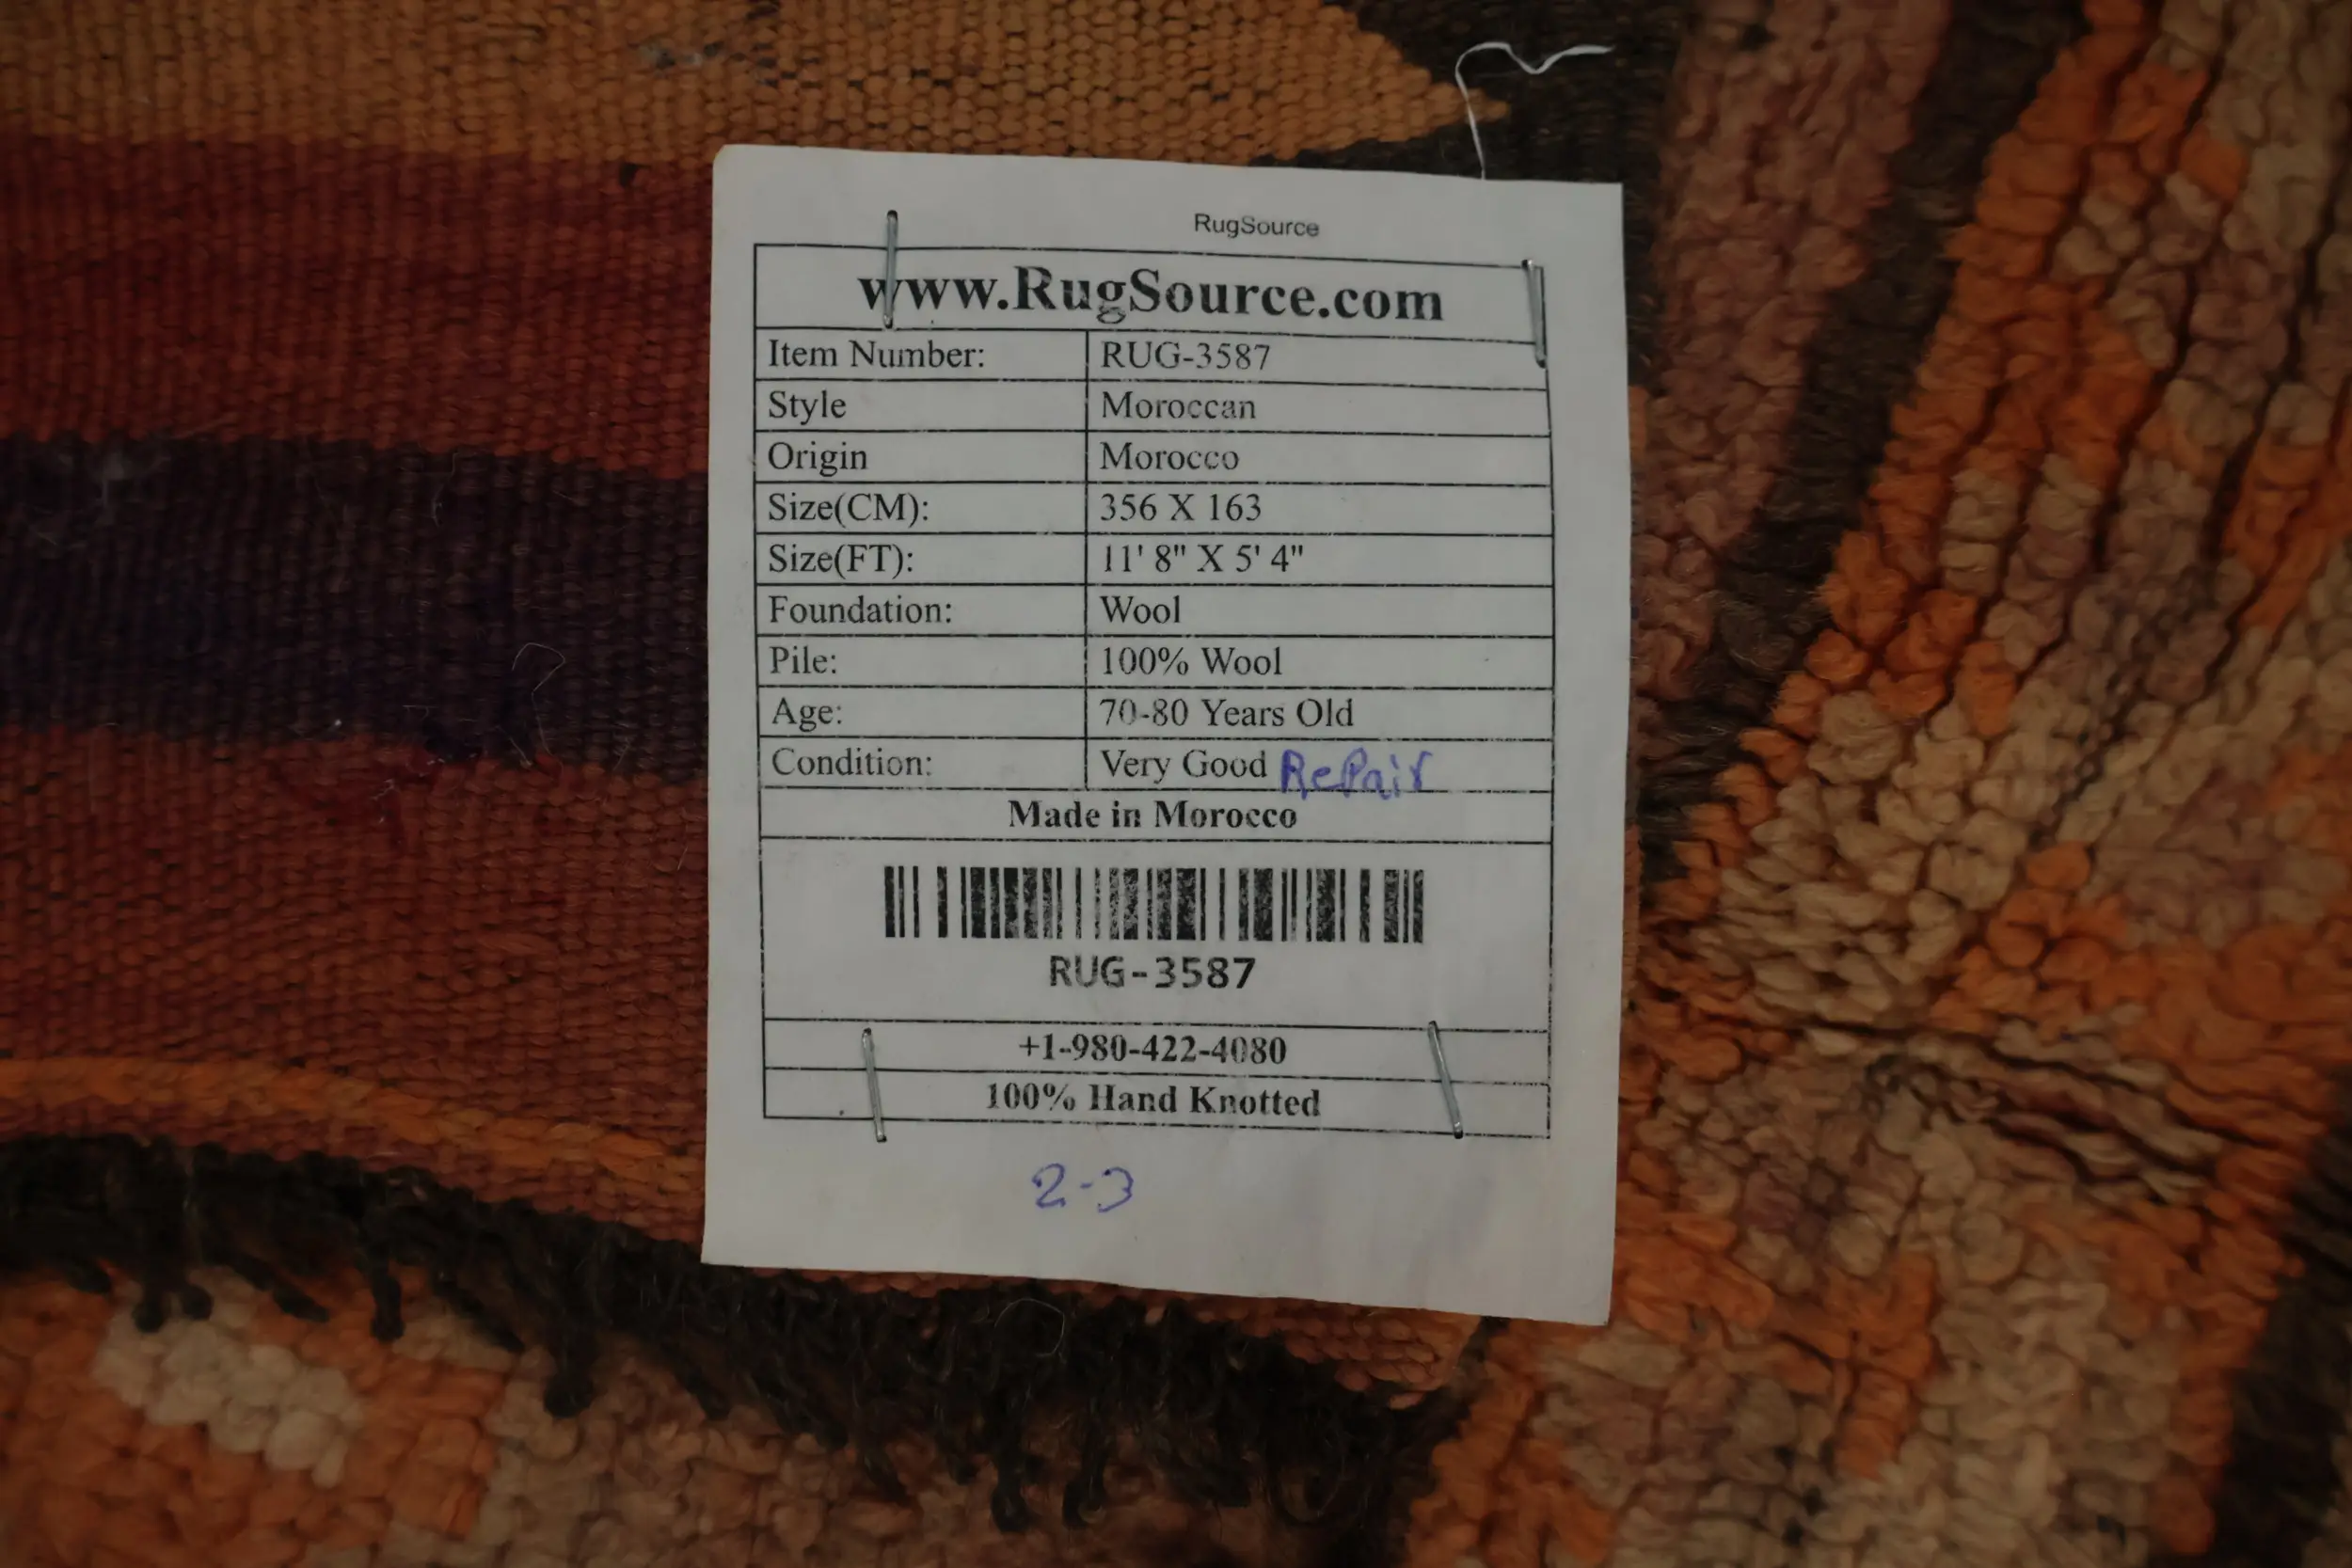 RugSource
www.RugSource.com
Item Number: RUG-3587
Style Moroccan
Origin Morocco
Size(CM): 356 X 163
Size(FT): 11' 8" X 5' 4"
Foundation: Wool
Pile: 100% Wool
Age: 70-80 Years Old
Condition: Very Good RePair
Made in Morocco
RUG-3587
+1-980-422-4080
100% Hand Knotted
2-3